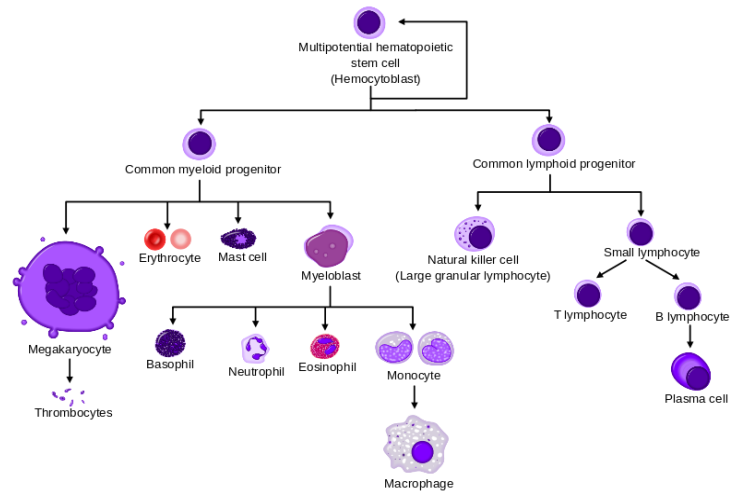 Multipotential hematopoietic
stem cell
(Hemocytoblast)
Common myeloid progenitor
Common lymphoid progenitor
Erythrocyte
Mast cell
Myeloblast
Natural killer cell
(Large granular lymphocyte)
Small lymphocyte
Megakaryocyte
Basophil
Neutrophil
Eosinophil
Monocyte
T lymphocyte
B lymphocyte
Thrombocytes
Plasma cell
Macrophage